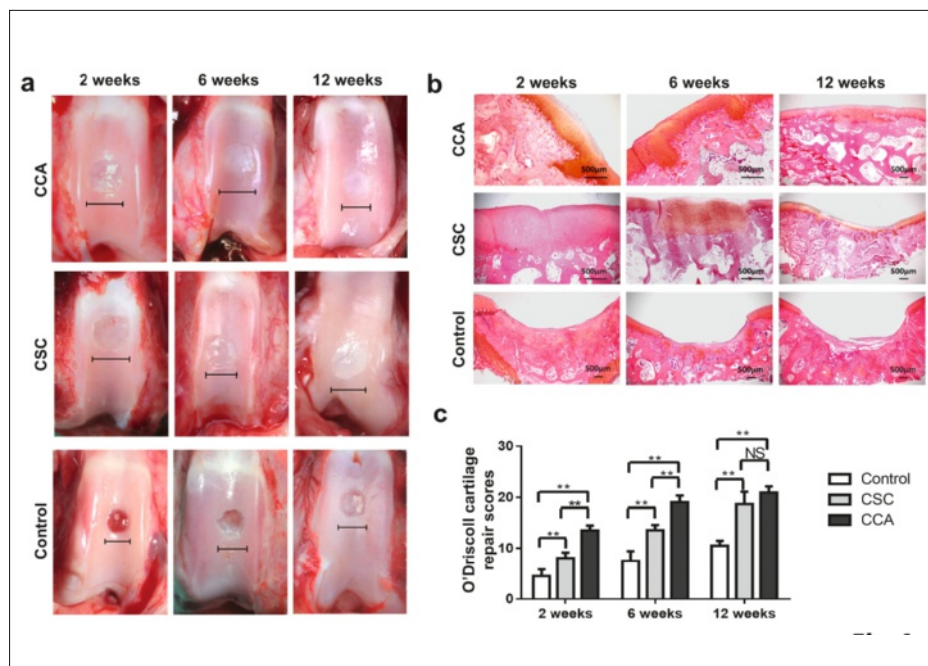 a
2 weeks 6 weeks 12 weeks
CCA
CSC
Control
b
2 weeks 6 weeks 12 weeks
CCA
500μm 500μm 500μm
CSC
500μm 500μm 500μm
Control
500μm 500μm 500μm
c
O'Driscoll cartilage
repair scores
30
20
10
0
** ** **
** ** **
** ** NS **
2 weeks 6 weeks 12 weeks
Control
CSC
CCA